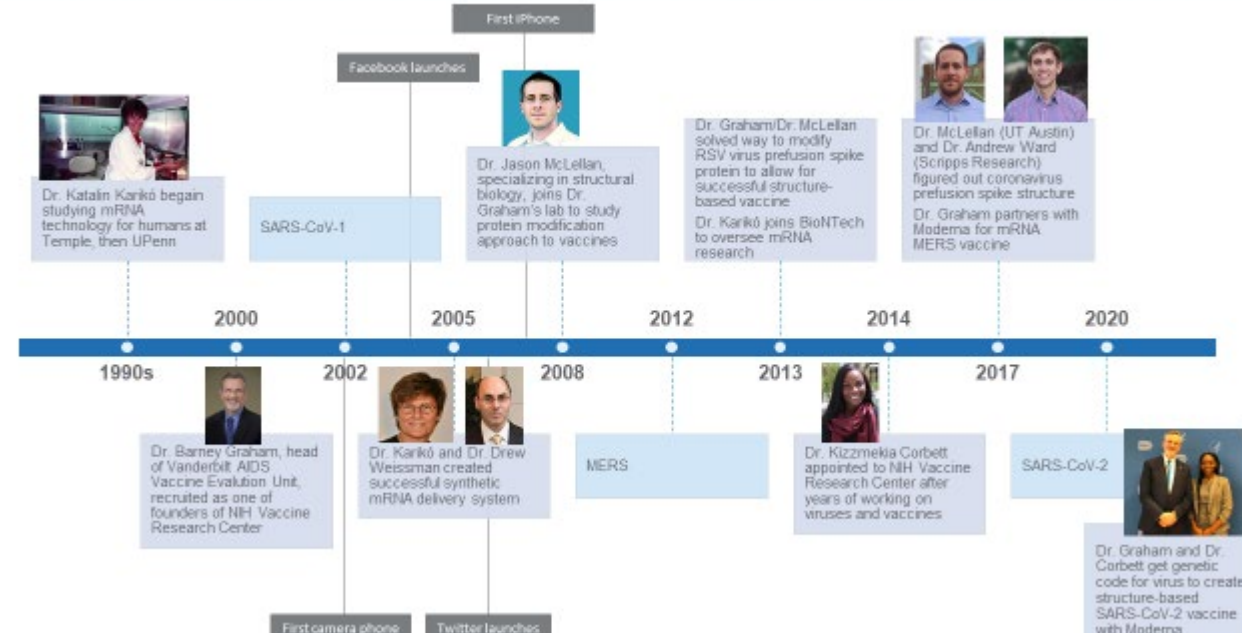 First iPhone
Facebook launches
Dr. Katalin Karikó begain
studying mRNA
technology for humans at
Temple, then UPenn
SARS-CoV-1
Dr. Jason McLellan,
specializing in structural
biology, joins Dr.
Graham's lab to study
protein modification
approach to vaccines
Dr. Graham/Dr. McLellan
solved way to modify
RSV virus prefusion spike
protein to allow for
successful structure-
based vaccine
Dr. Karikó joins BioNTech
to oversee mRNA
research
Dr. McLellan (UT Austin)
and Dr. Andrew Ward
(Scripps Research)
figured out coronavirus
prefusion spike structure
Dr. Graham partners with
Moderna for mRNA
MERS vaccine
2000
2005
2012
2014
2020
1990s
2002
2008
2013
2017
Dr. Barney Graham, head
of Vanderbilt AIDS
Vaccine Evalution Unit,
recruited as one of
founders of NIH Vaccine
Research Center
Dr. Karikó and Dr. Drew
Weissman created
successful synthetic
mRNA delivery system
MERS
Dr. Kizzmekia Corbett
appointed to NIH Vaccine
Research Center after
years of working on
viruses and vaccines
SARS-CoV-2
Dr. Graham and Dr.
Corbett get genetic
code for virus to create
structure-based
SARS-CoV-2 vaccine
with Moderna
First camera phone
Twitter launches